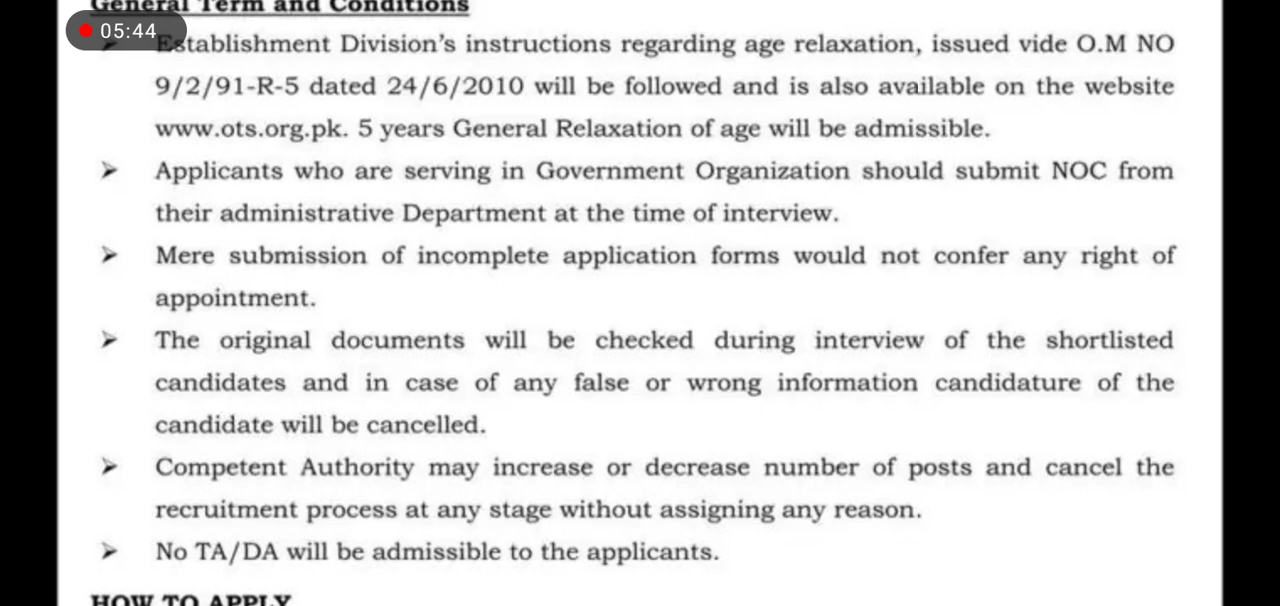 General Term and Conditions
05:44
Establishment Division's instructions regarding age relaxation, issued vide O.M NO
9/2/91-R-5 dated 24/6/2010 will be followed and is also available on the website
www.ots.org.pk. 5 years General Relaxation of age will be admissible.
➢ Applicants who are serving in Government Organization should submit NOC from
their administrative Department at the time of interview.
➢ Mere submission of incomplete application forms would not confer any right of
appointment.
➢ The original documents will be checked during interview of the shortlisted
candidates and in case of any false or wrong information candidature of the
candidate will be cancelled.
➢ Competent Authority may increase or decrease number of posts and cancel the
recruitment process at any stage without assigning any reason.
➢ No TA/DA will be admissible to the applicants.
HOW TO APPLY